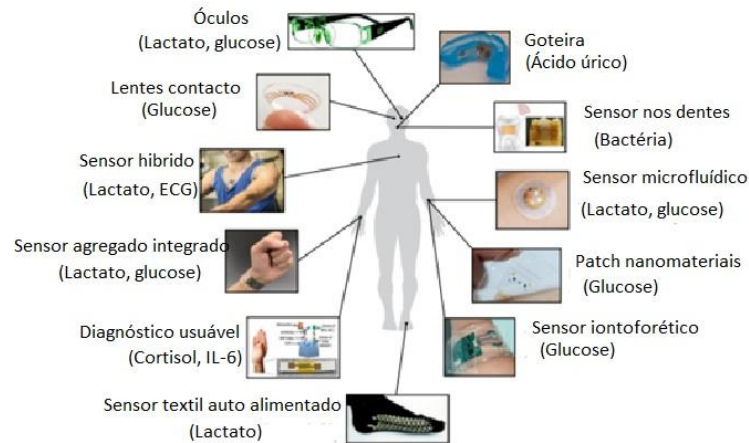 Óculos
(Lactato, glucose)
Goteira
(Ácido úrico)
Lentes contacto
(Glucose)
Sensor nos dentes
(Bactéria)
Sensor hibrido
(Lactato, ECG)
Sensor microfluídico
(Lactato, glucose)
Sensor agregado integrado
(Lactato, glucose)
Patch nanomateriais
(Glucose)
Diagnóstico usuável
(Cortisol, IL-6)
Sensor iontoforético
(Glucose)
Sensor textil auto alimentado
(Lactato)